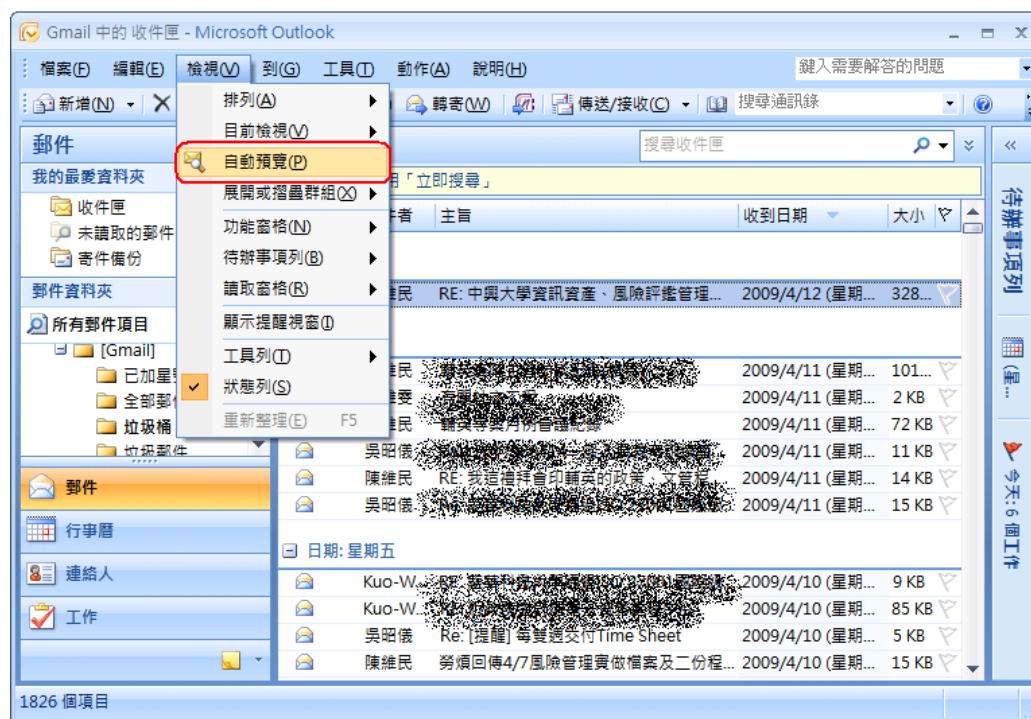 Gmail 中的 收件匣 - Microsoft Outlook
檔案(F) 編輯(E) 檢視(V) 到(G) 工具(T) 動作(A) 說明(H) 鍵入需要解答的問題
新增(N) 轉寄(W) 傳送/接收(C) 搜尋通訊錄
排列(A)
目前檢視(V)
自動預覽(P)
展開或摺疊群組(X)
功能窗格(N)
待辦事項列(B)
讀取窗格(R)
顯示提醒視窗(I)
工具列(T)
狀態列(S)
重新整理(E) F5
郵件
我的最愛資料夾
收件匣
未讀取的郵件
寄件備份
郵件資料夾
所有郵件項目
[Gmail]
已加星
全部郵
垃圾桶
垃圾郵件
郵件
行事曆
連絡人
工作
搜尋收件匣
用「立即搜尋」
者 主旨 收到日期 大小
維民 RE: 中興大學資訊資產、風險評鑑管理... 2009/4/12 (星期... 328...
維民 2009/4/11 (星期... 101...
2009/4/11 (星期... 2 KB
維民 2009/4/11 (星期... 72 KB
吳昭儀 2009/4/11 (星期... 11 KB
陳維民 RE: 我這禮拜會印輔英的政策、文管程 2009/4/11 (星期... 14 KB
吳昭儀 2009/4/11 (星期... 15 KB
日期: 星期五
Kuo-W... 2009/4/10 (星期... 9 KB
Kuo-W... 2009/4/10 (星期... 85 KB
吳昭儀 Re: [提醒] 每雙週交付Time Sheet 2009/4/10 (星期... 5 KB
陳維民 勞煩回傳4/7風險管理實做檔案及二份程... 2009/4/10 (星期... 15 KB
待辦事項列
(星...
今天: 6 個工作
1826 個項目